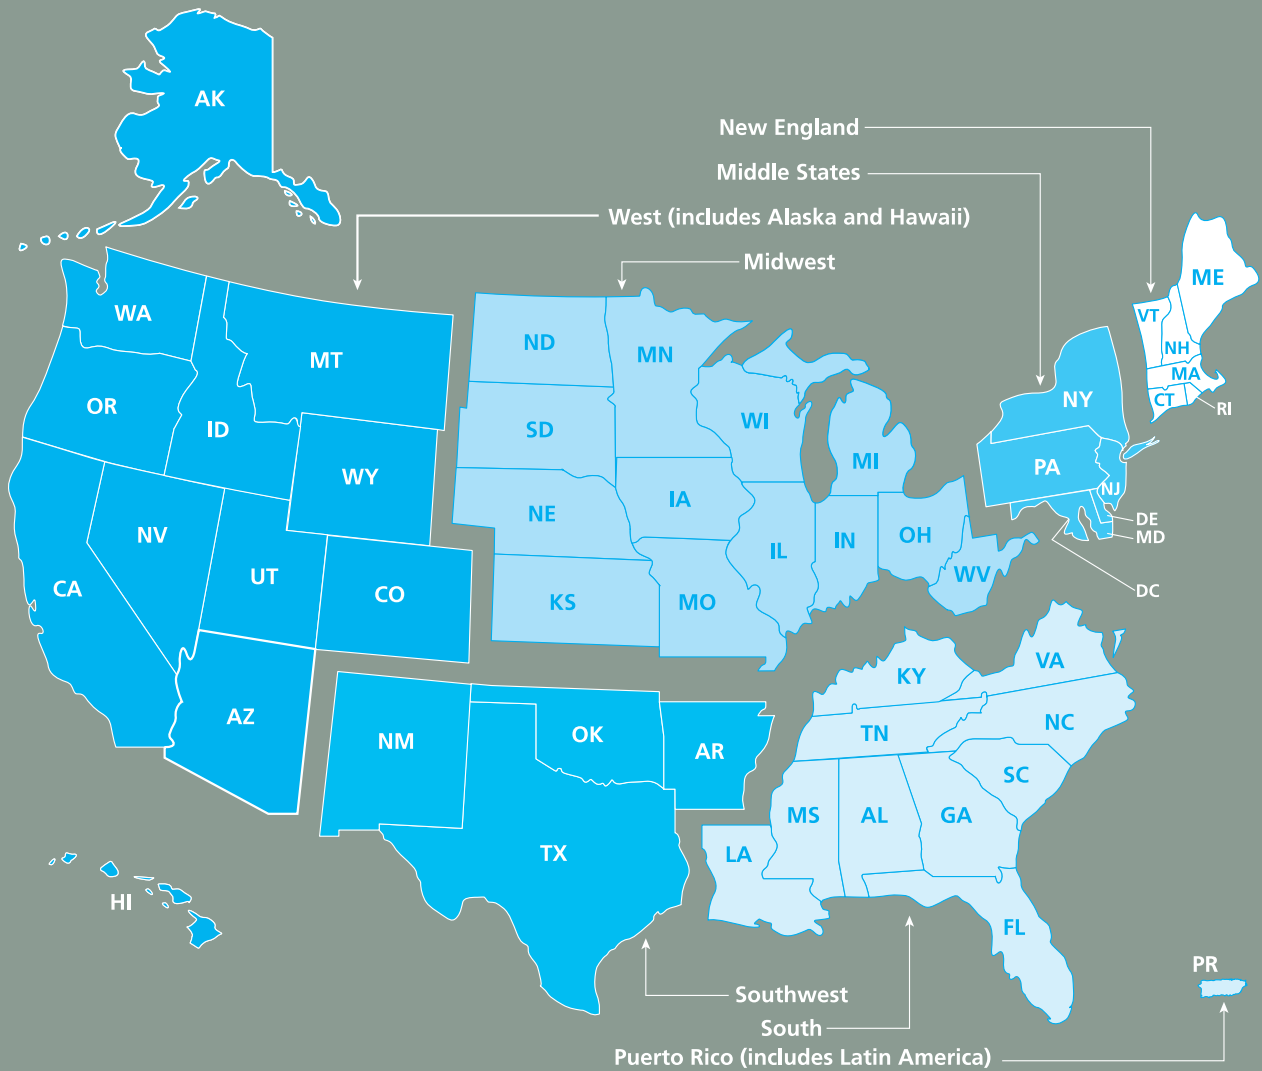 AK
New England
Middle States
West (includes Alaska and Hawaii)
Midwest
ME
WA
VT
ND
NH
MN
MT
MA
NY
CT
OR
RI
WI
ID
SD
MI
PA
WY
NJ
IA
NE
DE
NV
OH
MD
IN
IL
WV
UT
CA
CO
DC
KS
MO
VA
KY
AZ
NC
TN
OK
NM
AR
SC
MS
AL
GA
TX
LA
HI
FL
PR
Southwest
South
Puerto Rico (includes Latin America)